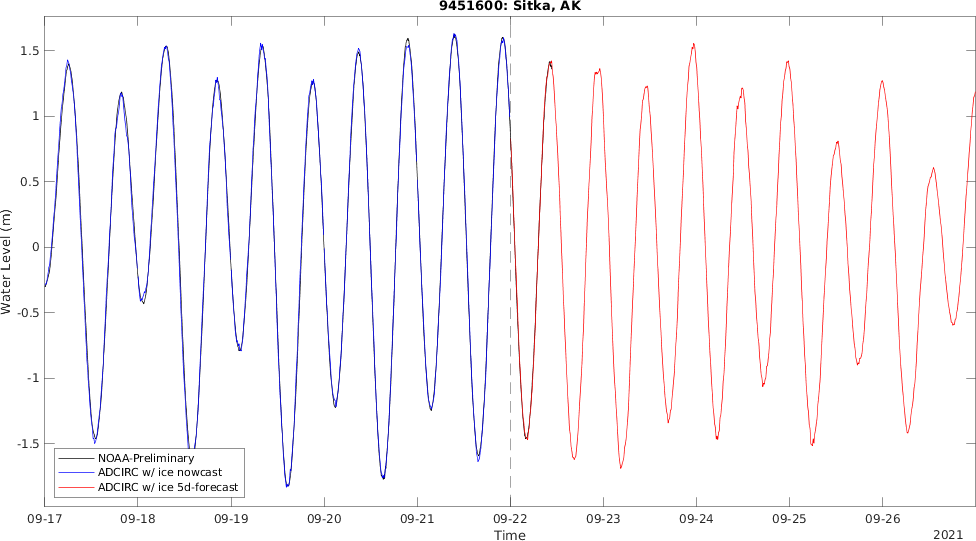 9451600: Sitka, AK
Water Level (m)
1.5
1
0.5
0
-0.5
-1
-1.5
NOAA-Preliminary
ADCIRC w/ ice nowcast
ADCIRC w/ ice 5d-forecast
09-17 09-18 09-19 09-20 09-21 09-22 09-23 09-24 09-25 09-26
Time
2021